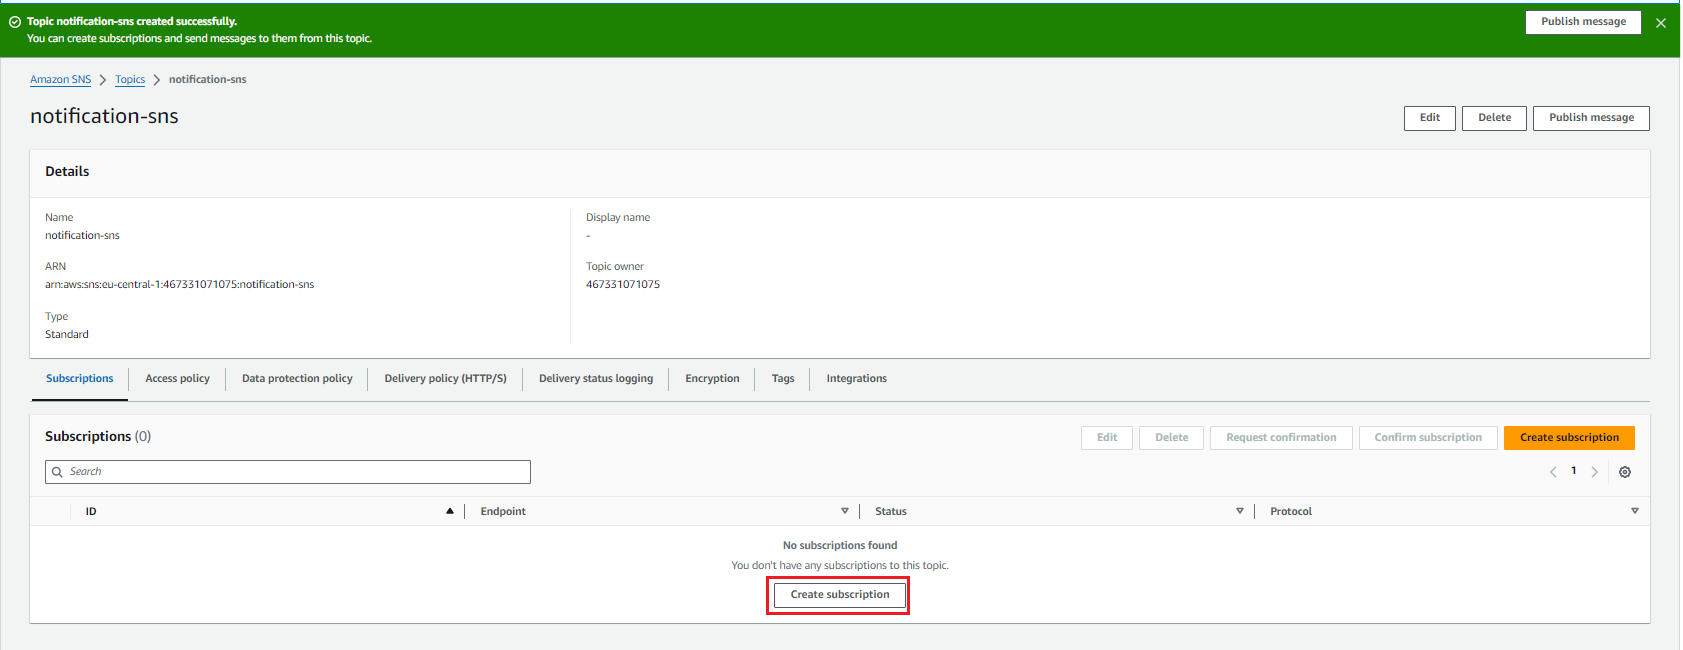 Topic notification-sns created successfully.
You can create subscriptions and send messages to them from this topic.
Publish message
Amazon SNS
Topics
notification-sns
notification-sns
Edit
Delete
Publish message
Details
Name
notification-sns
Display name
-
ARN
arn:aws:sns:eu-central-1:467331071075:notification-sns
Topic owner
467331071075
Type
Standard
Subscriptions
Access policy
Data protection policy
Delivery policy (HTTP/S)
Delivery status logging
Encryption
Tags
Integrations
Subscriptions (0)
Edit
Delete
Request confirmation
Confirm subscription
Create subscription
Search
1
ID
Endpoint
Status
Protocol
No subscriptions found
You don't have any subscriptions to this topic.
Create subscription